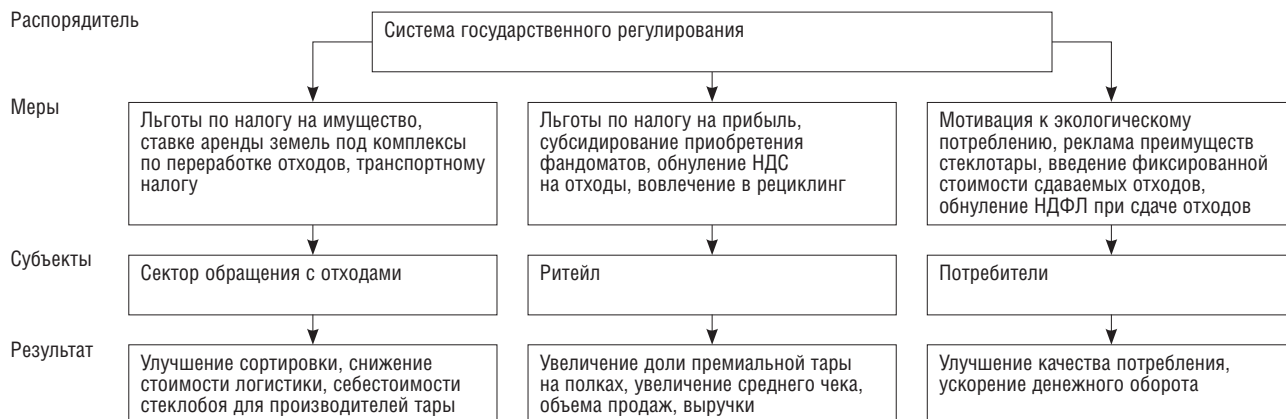 Распорядитель
Система государственного регулирования
Меры
Льготы по налогу на имущество,
ставке аренды земель под комплексы
по переработке отходов, транспортному
налогу
Льготы по налогу на прибыль,
субсидирование приобретения
фандоматов, обнуление НДС
на отходы, вовлечение в рециклинг
Мотивация к экологическому
потреблению, реклама преимуществ
стеклотары, введение фиксированной
стоимости сдаваемых отходов,
обнуление НДФЛ при сдаче отходов
Субъекты
Сектор обращения с отходами
Ритейл
Потребители
Результат
Улучшение сортировки, снижение
стоимости логистики, себестоимости
стеклобоя для производителей тары
Увеличение доли премиальной тары
на полках, увеличение среднего чека,
объема продаж, выручки
Улучшение качества потребления,
ускорение денежного оборота